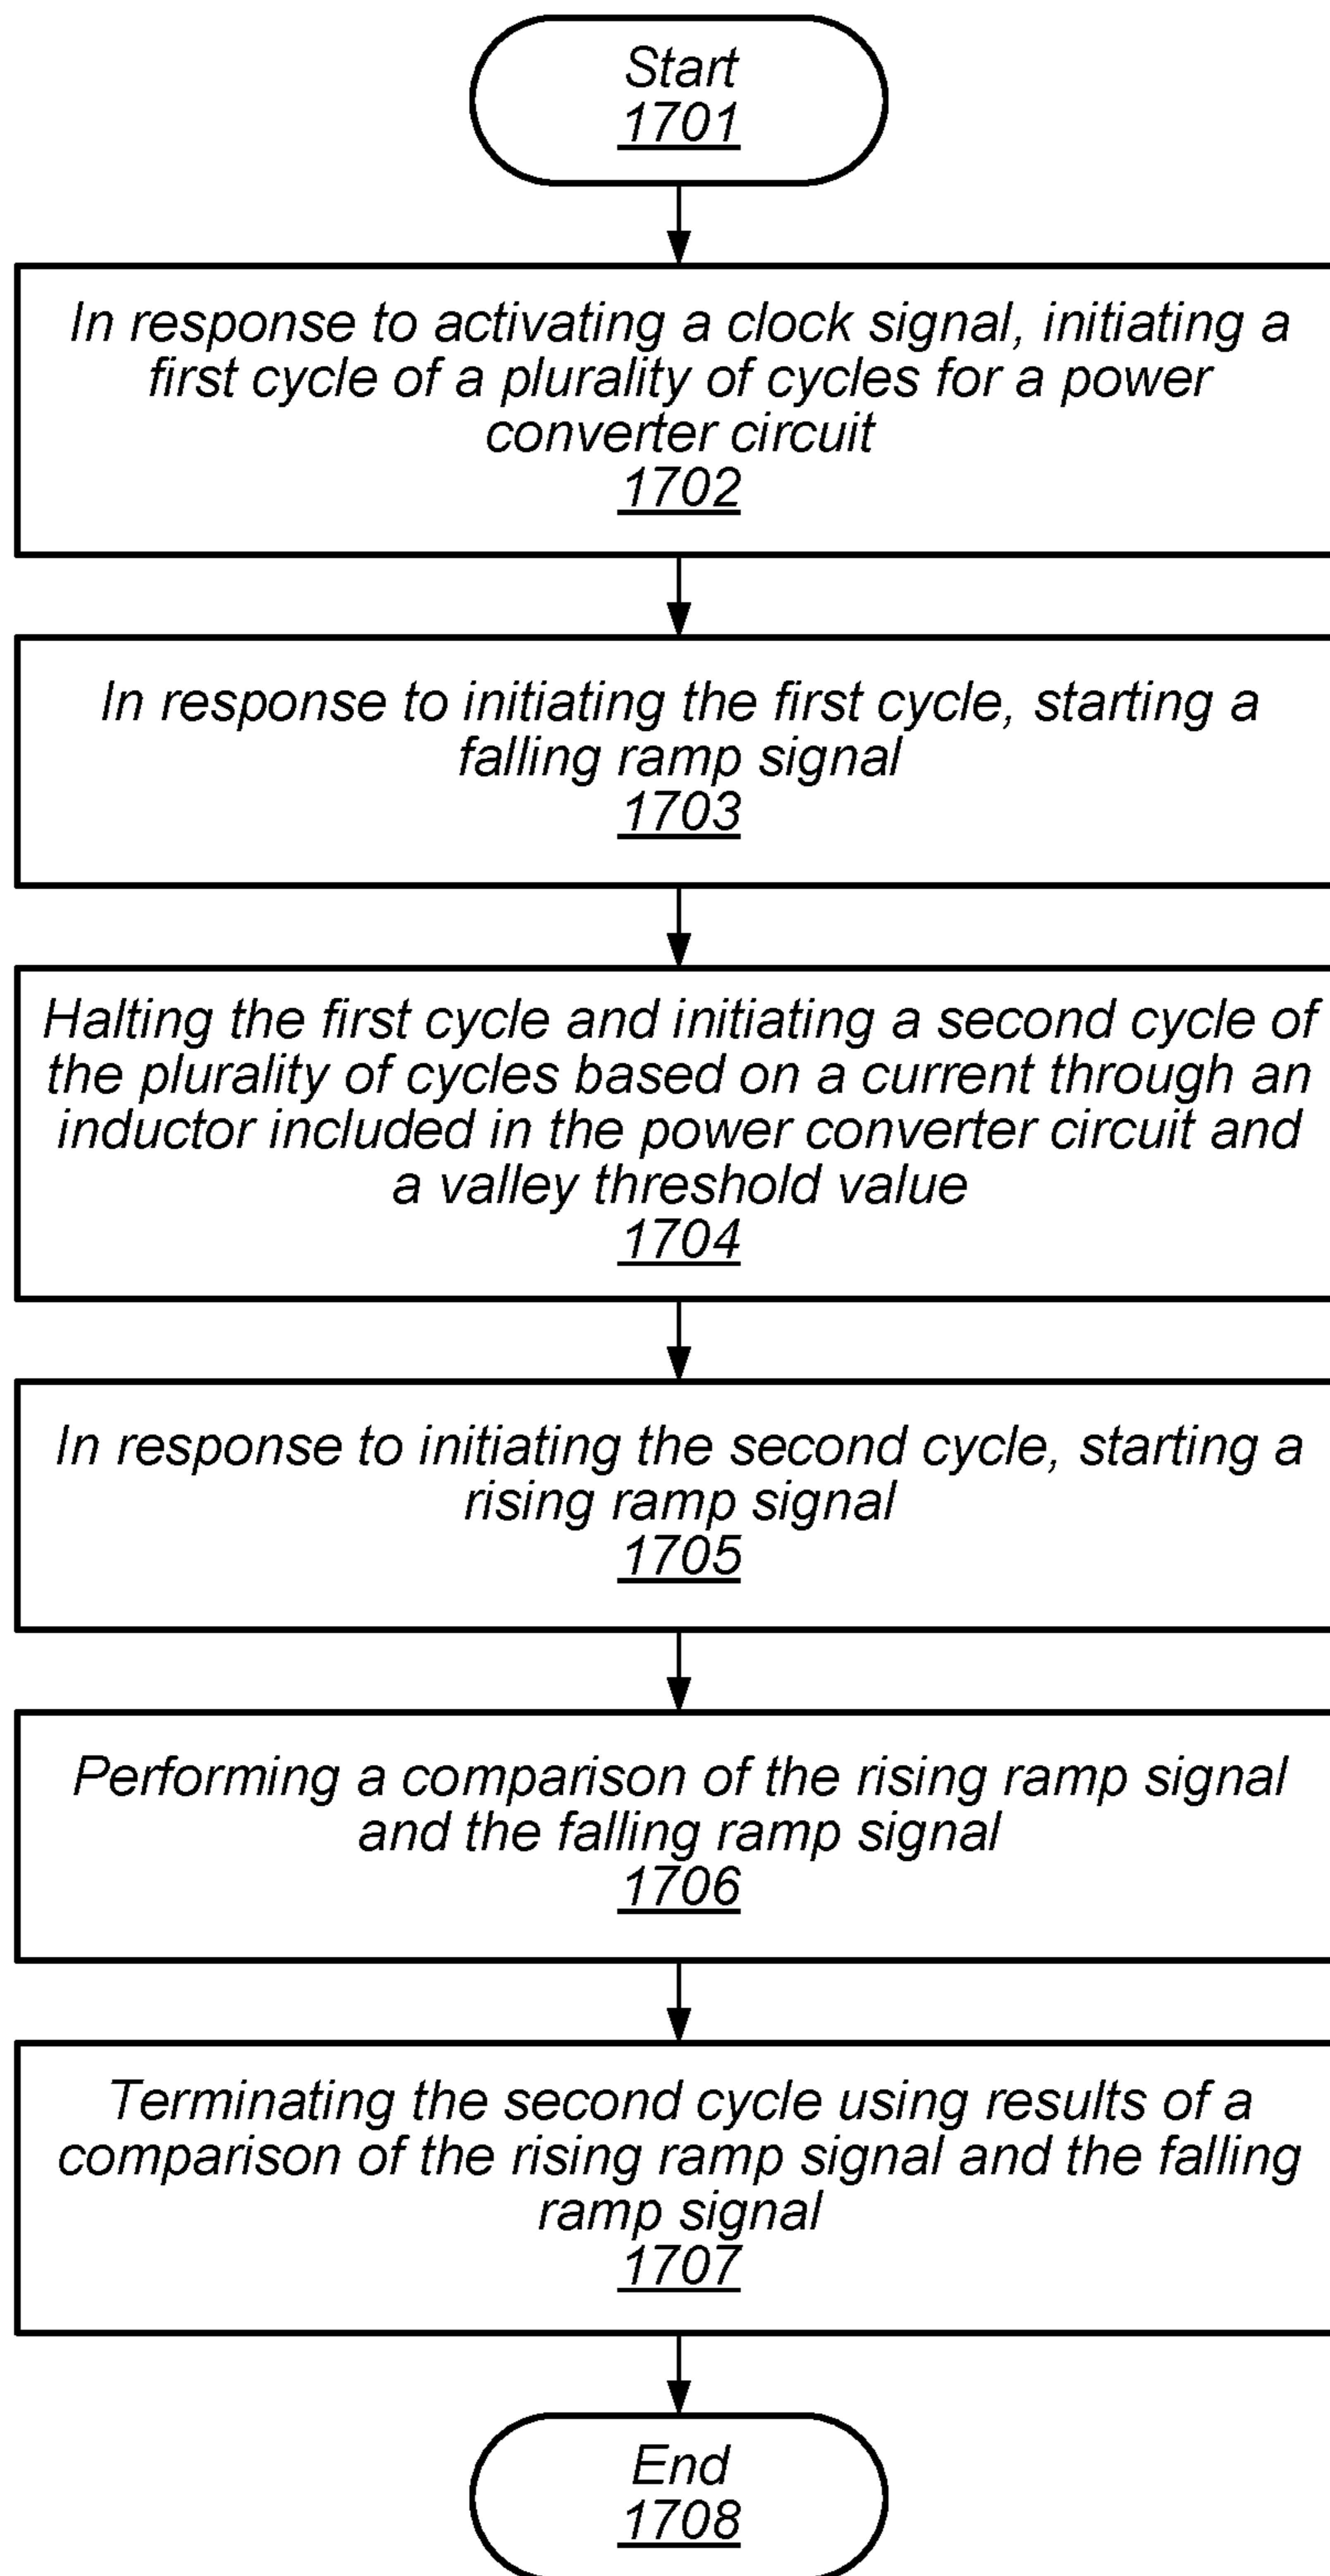 Start
1701
In response to activating a clock signal, initiating a
first cycle of a plurality of cycles for a power
converter circuit
1702
In response to initiating the first cycle, starting a
falling ramp signal
1703
Halting the first cycle and initiating a second cycle of
the plurality of cycles based on a current through an
inductor included in the power converter circuit and
a valley threshold value
1704
In response to initiating the second cycle, starting a
rising ramp signal
1705
Performing a comparison of the rising ramp signal
and the falling ramp signal
1706
Terminating the second cycle using results of a
comparison of the rising ramp signal and the falling
ramp signal
1707
End
1708